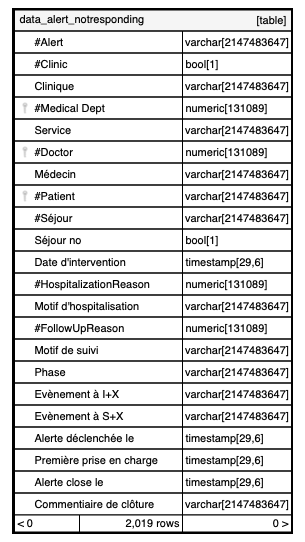 data_alert_notresponding [table]
#Alert varchar[2147483647]
#Clinic bool[1]
Clinique varchar[2147483647]
#Medical Dept numeric[131089]
Service varchar[2147483647]
#Doctor numeric[131089]
Médecin varchar[2147483647]
#Patient varchar[2147483647]
#Séjour varchar[2147483647]
Séjour no bool[1]
Date d'intervention timestamp[29,6]
#HospitalizationReason numeric[131089]
Motif d'hospitalisation varchar[2147483647]
#FollowUpReason numeric[131089]
Motif de suivi varchar[2147483647]
Phase varchar[2147483647]
Evènement à I+X varchar[2147483647]
Evènement à S+X varchar[2147483647]
Alerte déclenchée le timestamp[29,6]
Première prise en charge timestamp[29,6]
Alerte close le timestamp[29,6]
Commentiaire de clôture varchar[2147483647]
< 0 2,019 rows 0 >